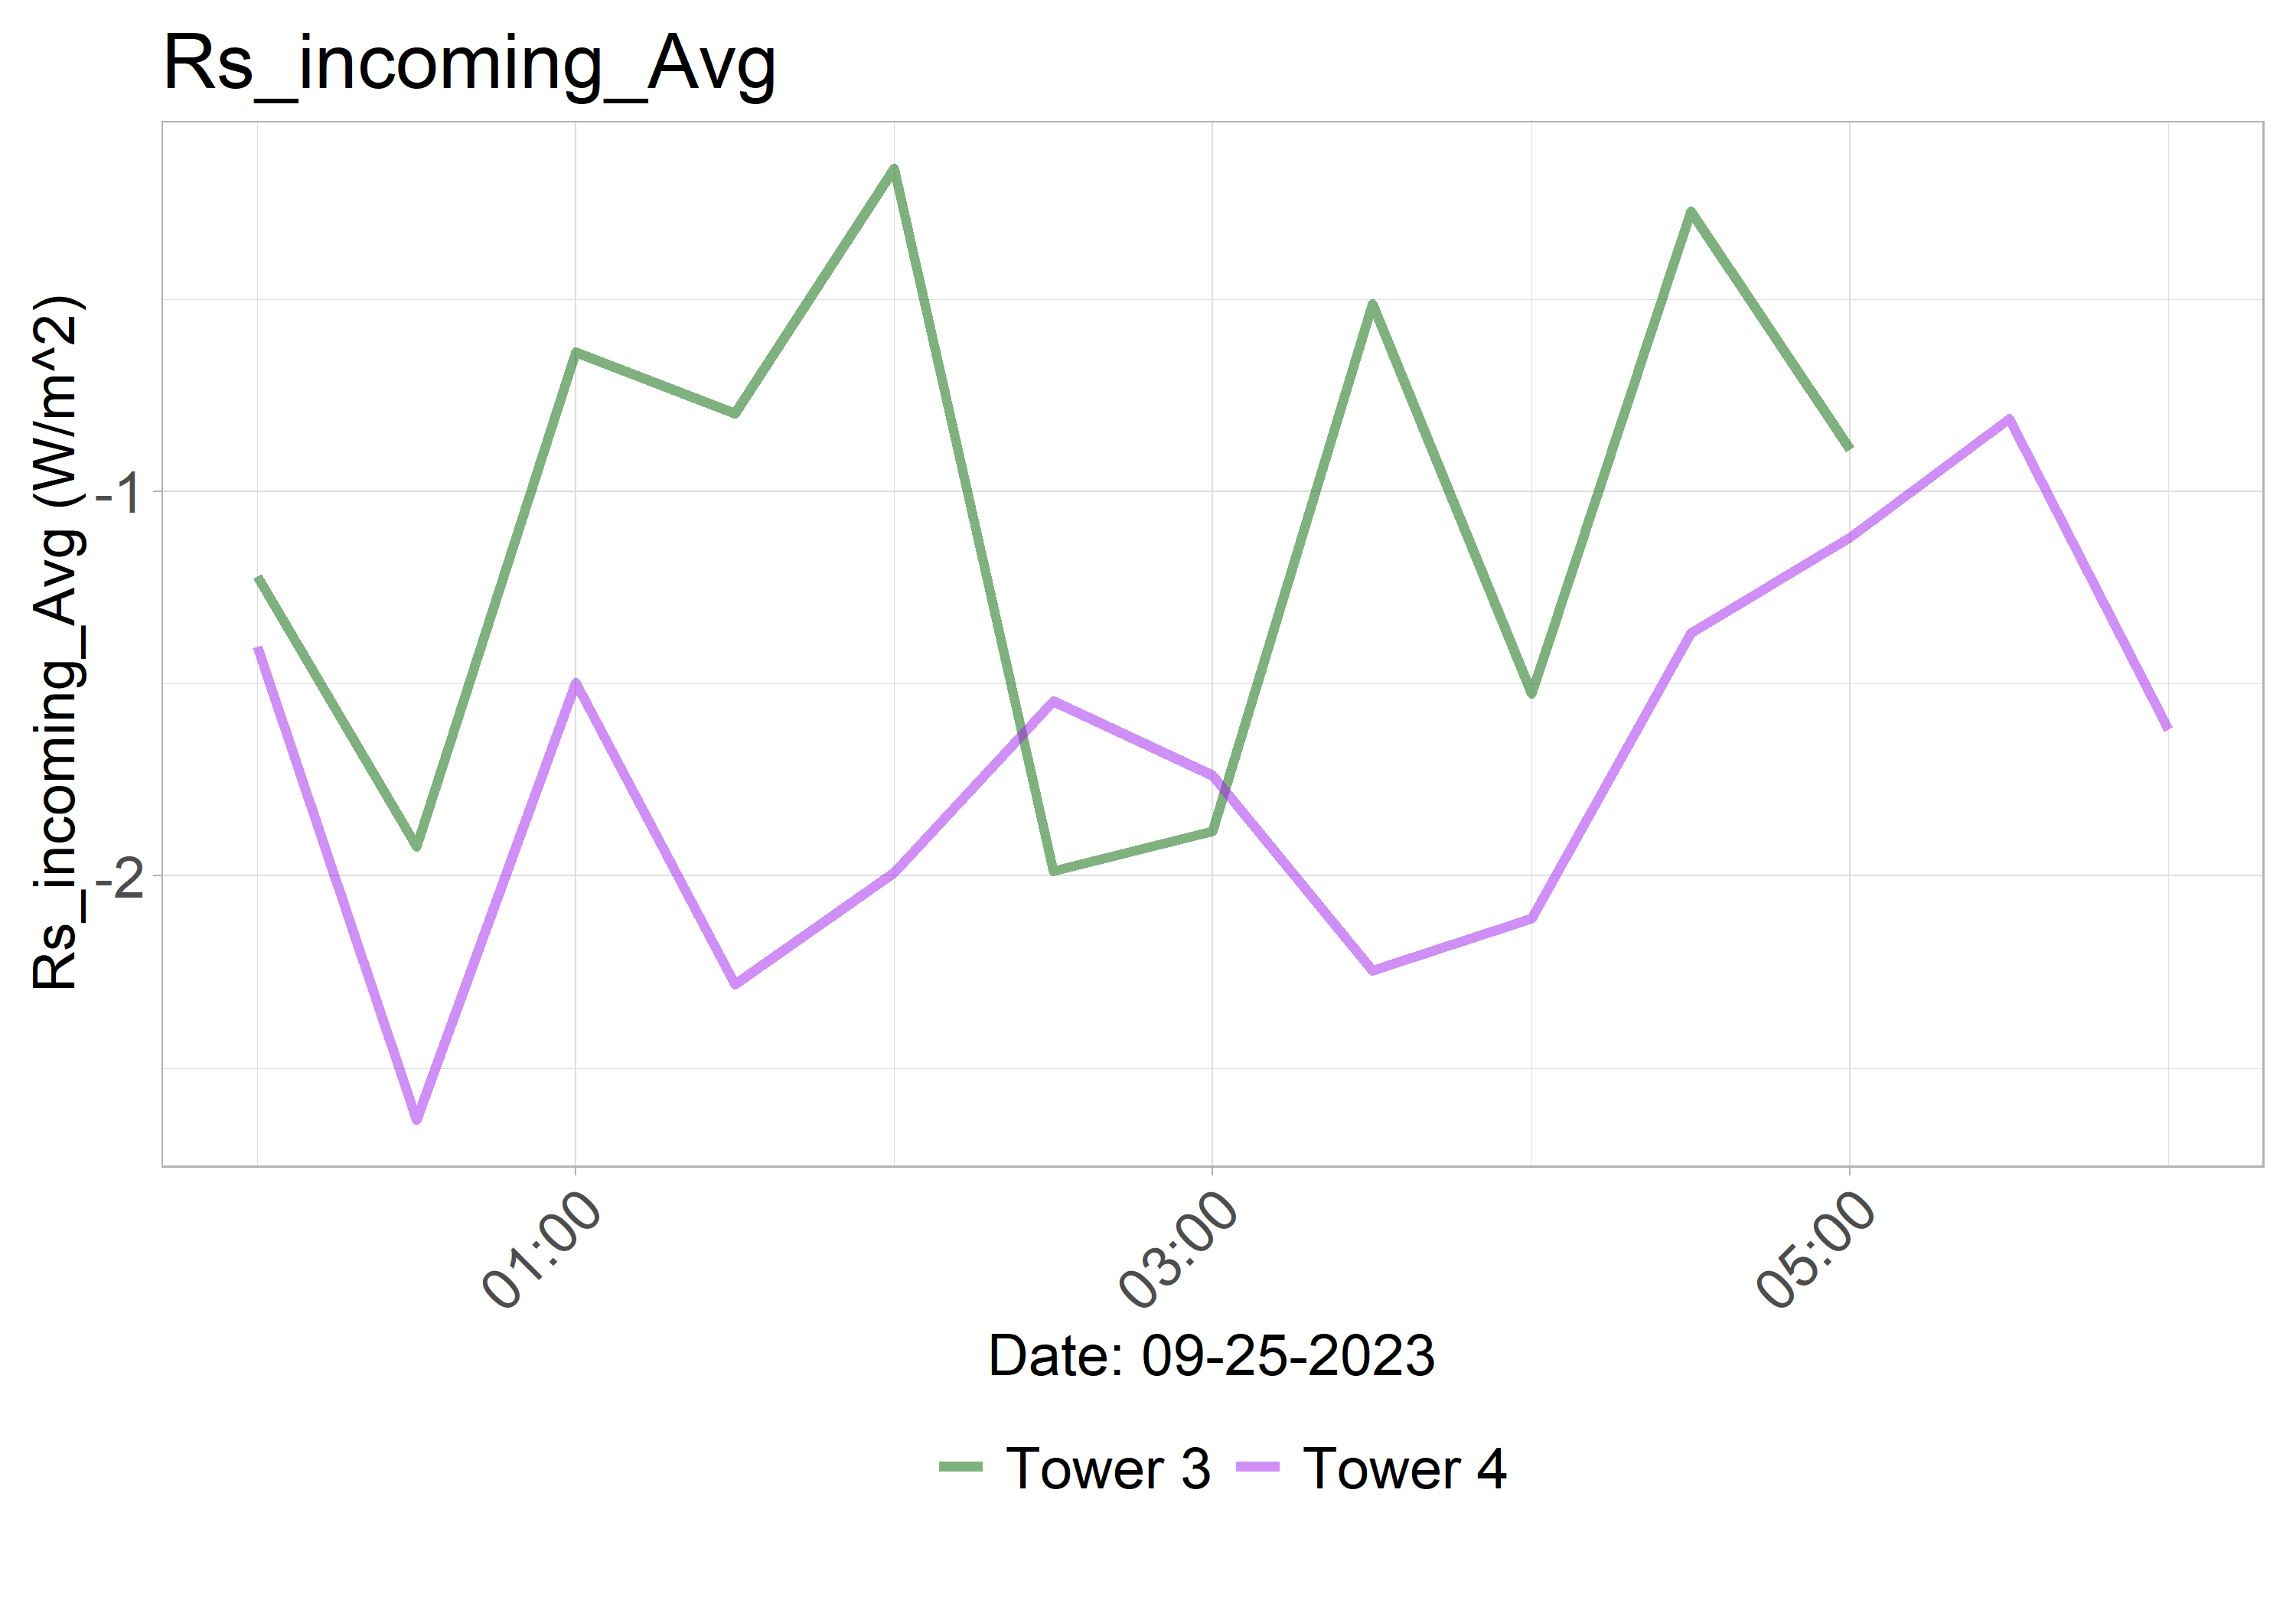 Rs_incoming_Avg
Rs_incoming_Avg (W/m^2)
-1
-2
01:00
03:00
05:00
Date: 09-25-2023
Tower 3
Tower 4